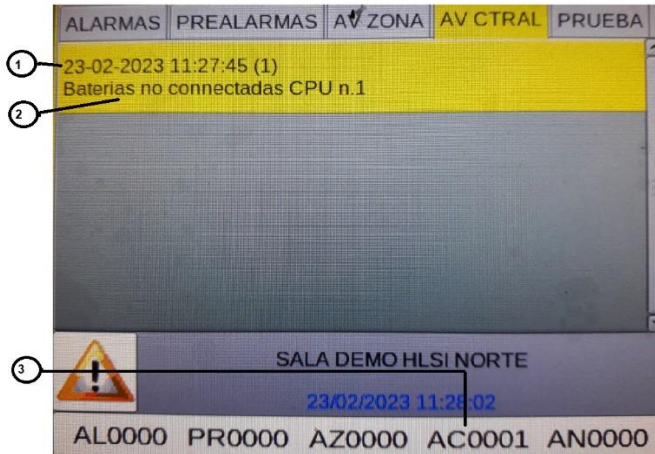 ALARMAS PREALARMAS AV ZONA AV CTRAL PRUEBA
1
23-02-2023 11:27:45 (1)
Baterias no connectadas CPU n.1
2
SALA DEMO HLSI NORTE
3
23/02/2023 11:28:02
AL0000 PR0000 AZ0000 AC0001 AN0000